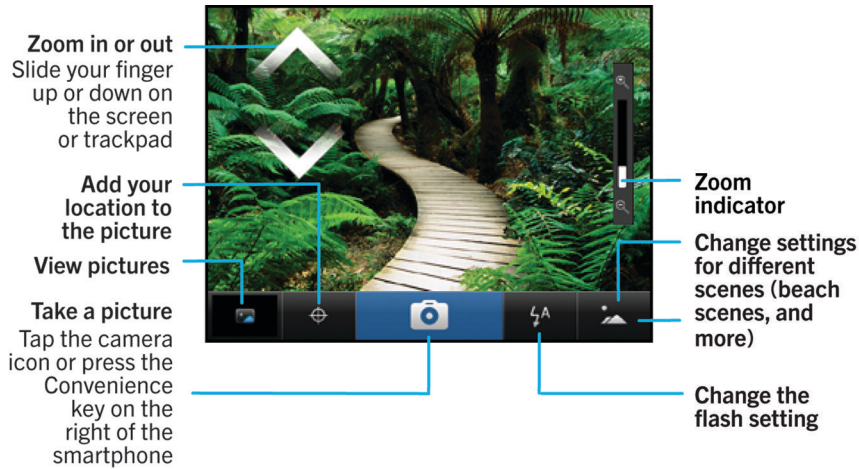 Zoom in or out
Slide your finger
up or down on
the screen
or trackpad
Add your
location to
the picture
View pictures
Take a picture
Tap the camera
icon or press the
Convenience
key on the
right of the
smartphone
A
Zoom
indicator
Change settings
for different
scenes (beach
scenes, and
more)
Change the
flash setting